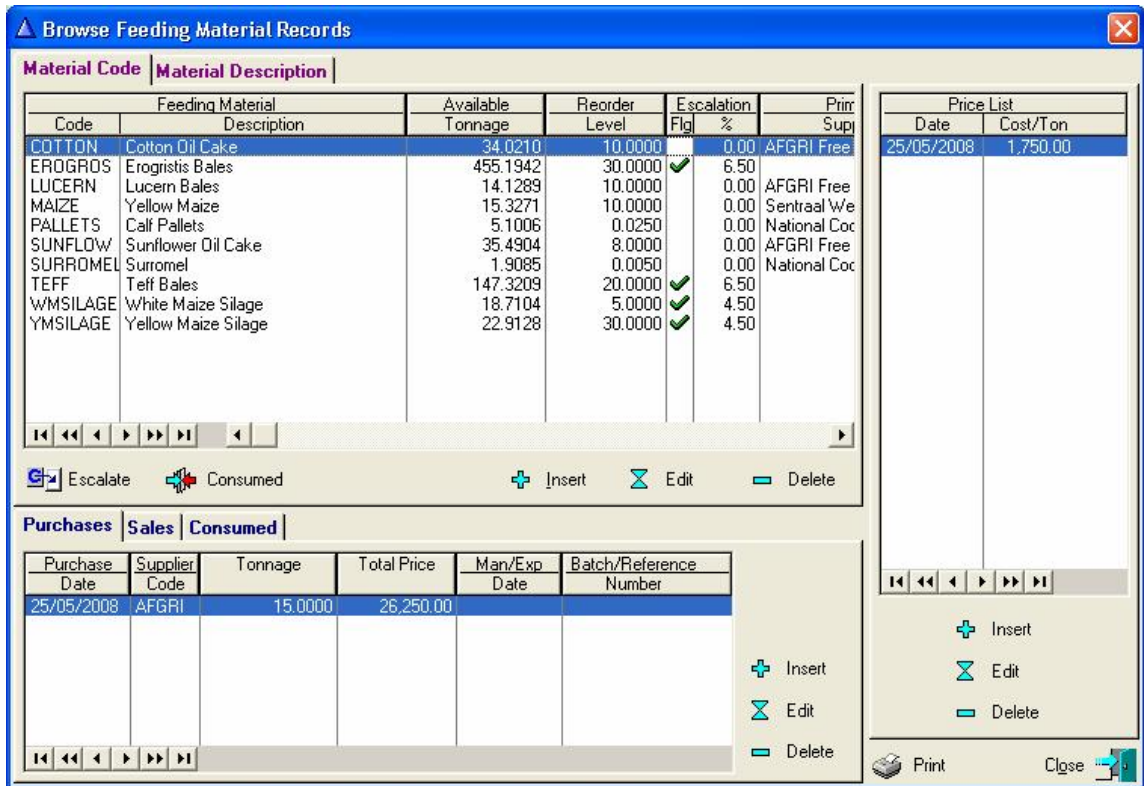 Browse Feeding Material Records
Material Code Material Description
Feeding Material Available Reorder Escalation Prim
Code Description Tonnage Level Flg % Supp
COTTON Cotton Oil Cake 34.0210 10.0000 0.00 AFGRI Free
EROGROS Erogristis Bales 455.1942 30.0000 6.50
LUCERN Lucern Bales 14.1289 10.0000 0.00 AFGRI Free
MAIZE Yellow Maize 15.3271 10.0000 0.00 Sentraal We
PALLETS Calf Pallets 5.1006 0.0250 0.00 National Coo
SUNFLOW Sunflower Oil Cake 35.4904 8.0000 0.00 AFGRI Free
SURROMEL Surromel 1.9085 0.0050 0.00 National Coo
TEFF Teff Bales 147.3209 20.0000 6.50
WMSILAGE White Maize Silage 18.7104 5.0000 4.50
YMSILAGE Yellow Maize Silage 22.9128 30.0000 4.50
Escalate Consumed Insert Edit Delete
Purchases Sales Consumed
Purchase Supplier Tonnage Total Price Man/Exp Batch/Reference
Date Code Date Number
25/05/2008 AFGRI 15.0000 26,250.00
Insert
Edit
Delete
Price List
Date Cost/Ton
25/05/2008 1,750.00
Insert
Edit
Delete
Print Close